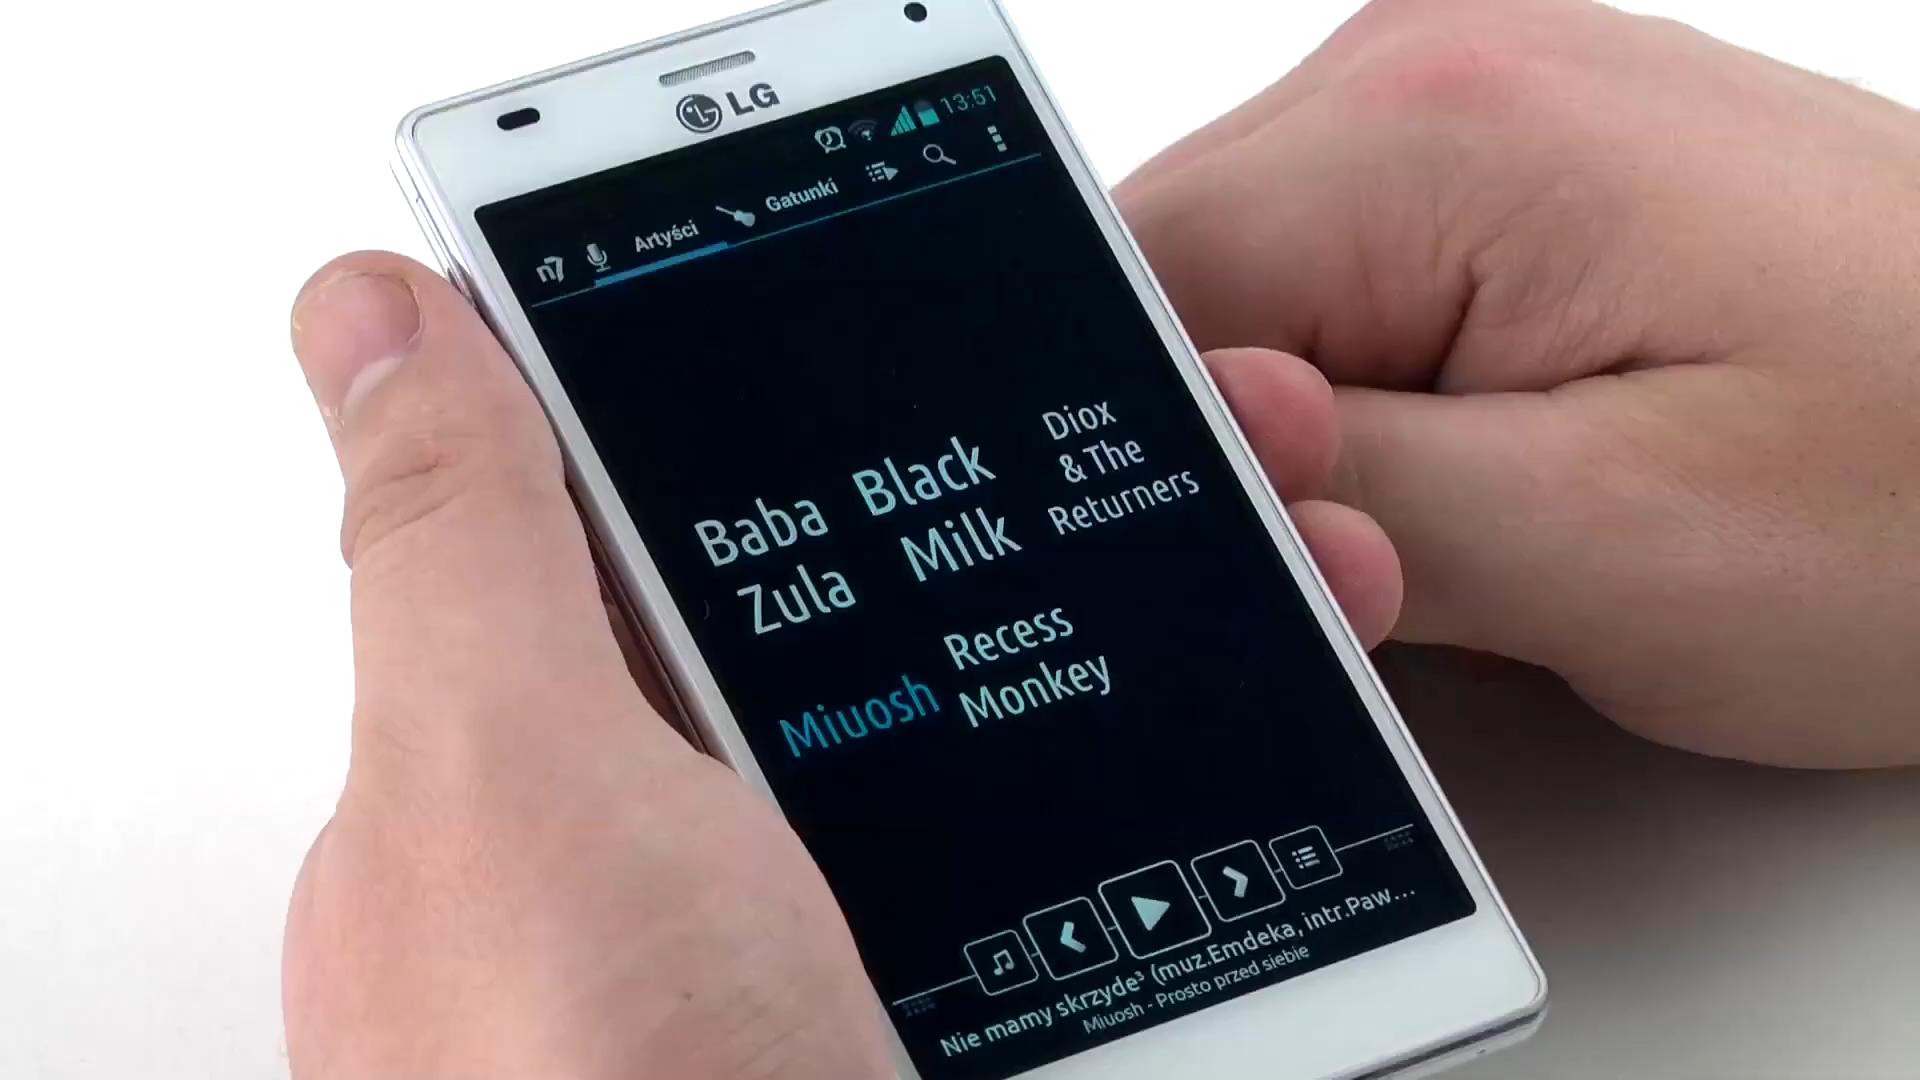 LG
13:51
n7 Artyści Gatunki
Baba
Zula
Black
Milk
Diox
& The
Returners
Miuosh
Recess
Monkey
Nie mamy skrzyde³ (muz.Emdeka, intr.Paw...
Miuosh - Prosto przed siebie